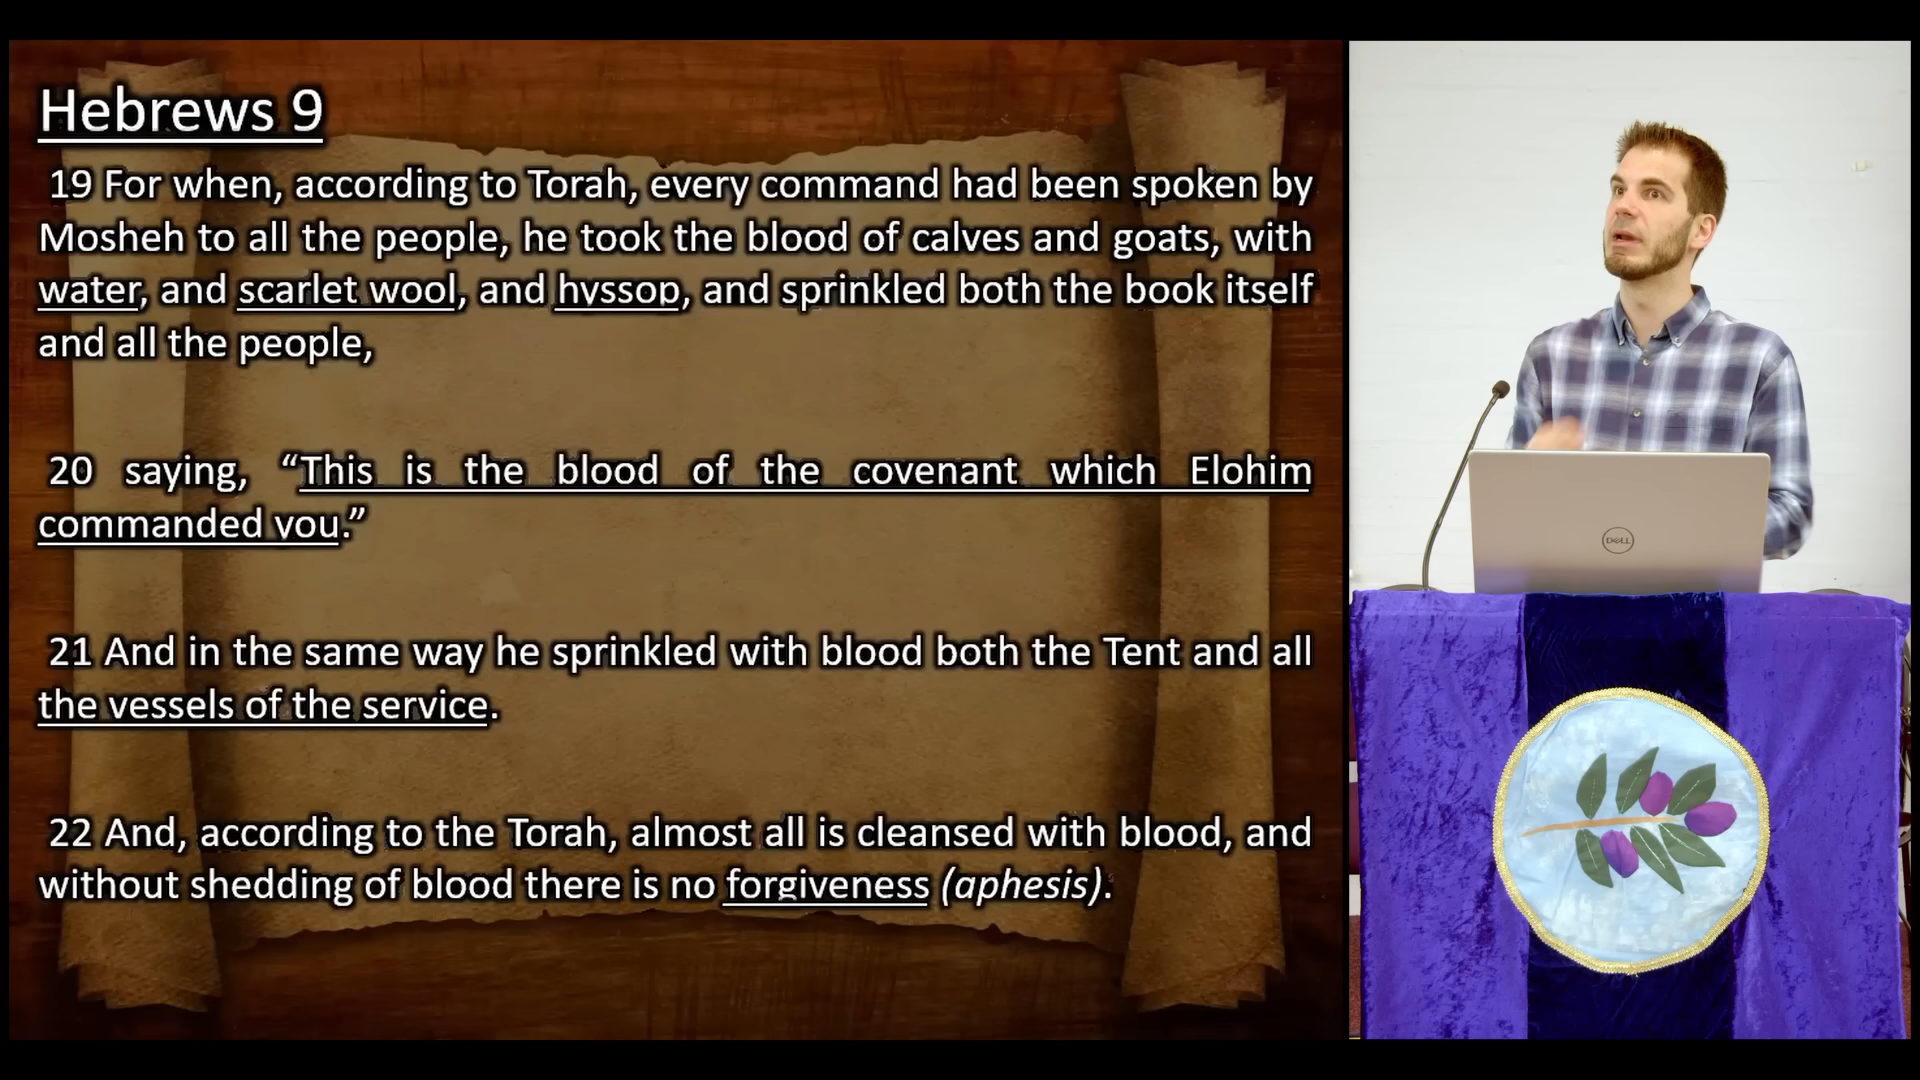 Hebrews 9
19 For when, according to Torah, every command had been spoken by
Mosheh to all the people, he took the blood of calves and goats, with
water, and scarlet wool, and hyssop, and sprinkled both the book itself
and all the people,
20 saying, “This is the blood of the covenant which Elohim
commanded you.”
21 And in the same way he sprinkled with blood both the Tent and all
the vessels of the service.
22 And, according to the Torah, almost all is cleansed with blood, and
without shedding of blood there is no forgiveness (aphesis).
DELL